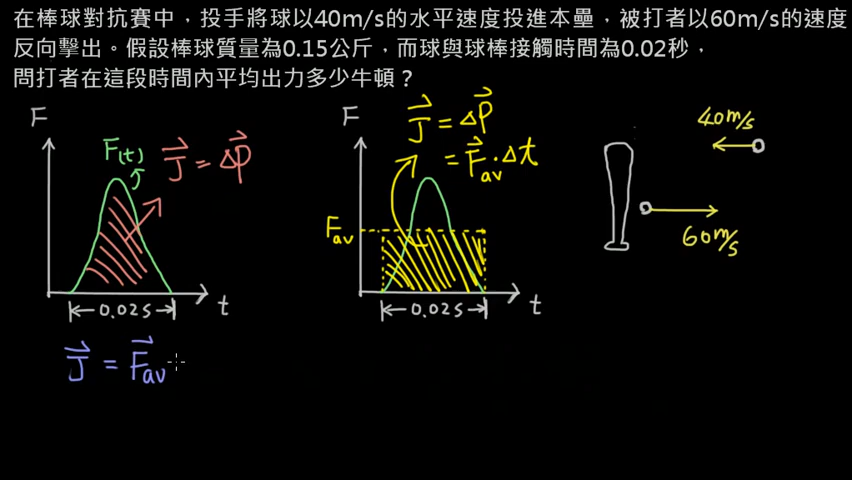 在棒球對抗賽中，投手將球以40m/s的水平速度投進本壘，被打者以60m/s的速度
反向擊出。假設棒球質量為0.15公斤，而球與球棒接觸時間為0.02秒，
問打者在這段時間內平均出力多少牛頓？
F
F(t)
J⃗ = ΔP⃗
0.02s
t
F
J⃗ = ΔP⃗
= F⃗av · Δt
Fav
0.02s
t
40m/s
60m/s
J⃗ = F⃗av